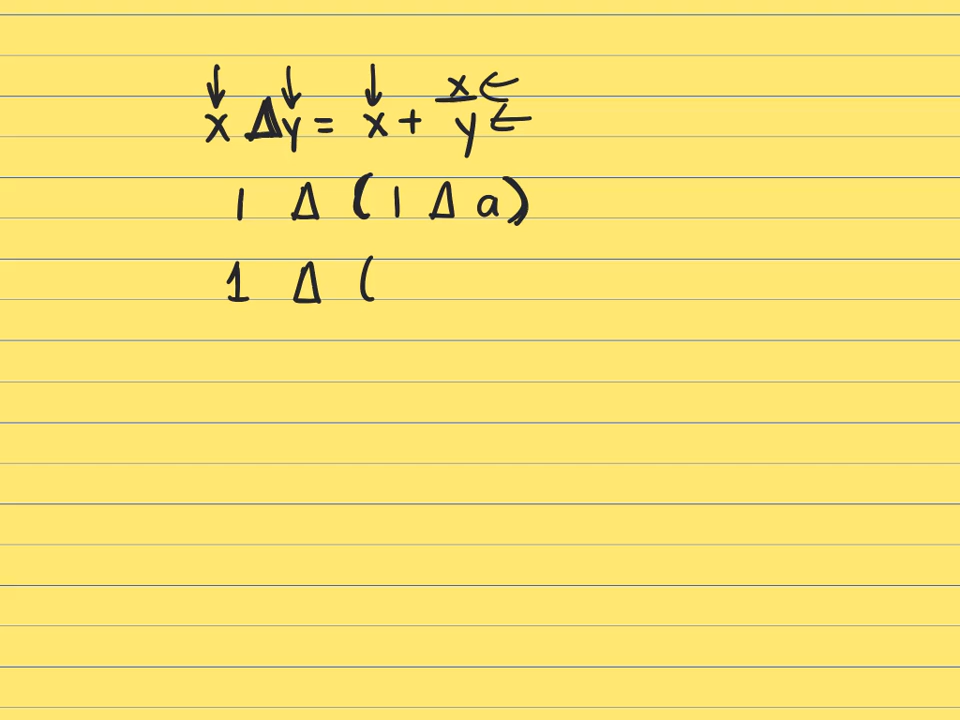 x Δ y = x + x/y
1 Δ (1 Δ a)
1 Δ (